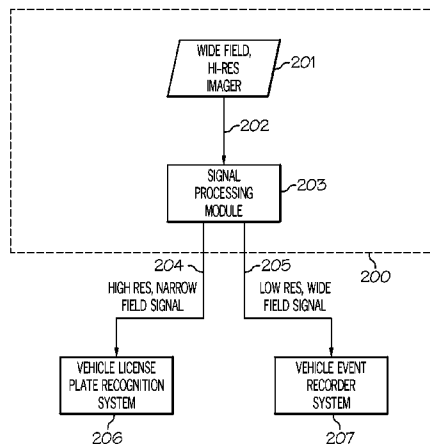 WIDE FIELD,
HI-RES
IMAGER
201
202
SIGNAL
PROCESSING
MODULE
203
204
205
200
HIGH RES, NARROW
FIELD SIGNAL
LOW RES, WIDE
FIELD SIGNAL
VEHICLE LICENSE
PLATE RECOGNITION
SYSTEM
206
VEHICLE EVENT
RECORDER
SYSTEM
207